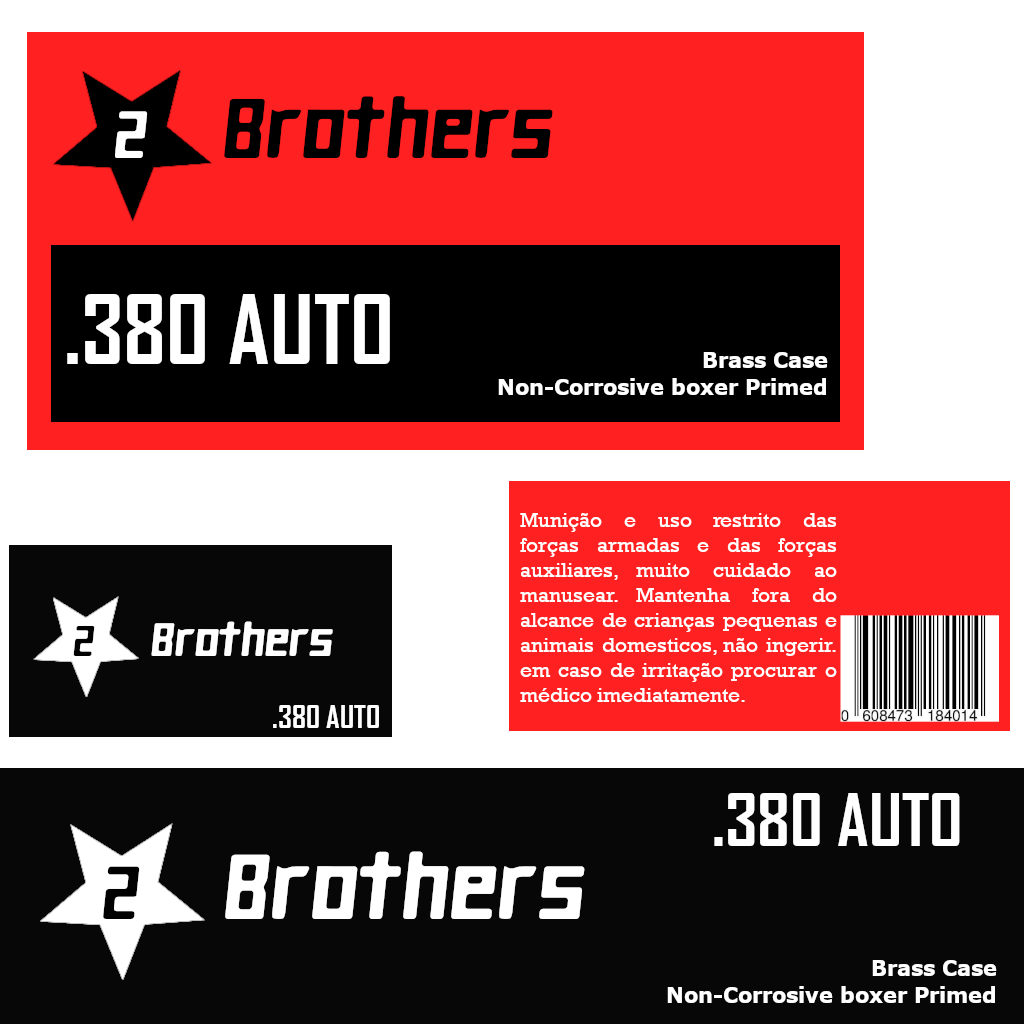 2 Brothers
.380 AUTO
Brass Case
Non-Corrosive boxer Primed
Munição e uso restrito das
forças armadas e das forças
auxiliares, muito cuidado ao
manusear. Mantenha fora do
alcance de crianças pequenas e
animais domesticos, não ingerir.
em caso de irritação procurar o
médico imediatamente.
0 608473 184014
2 Brothers
.380 AUTO
2 Brothers
.380 AUTO
Brass Case
Non-Corrosive boxer Primed